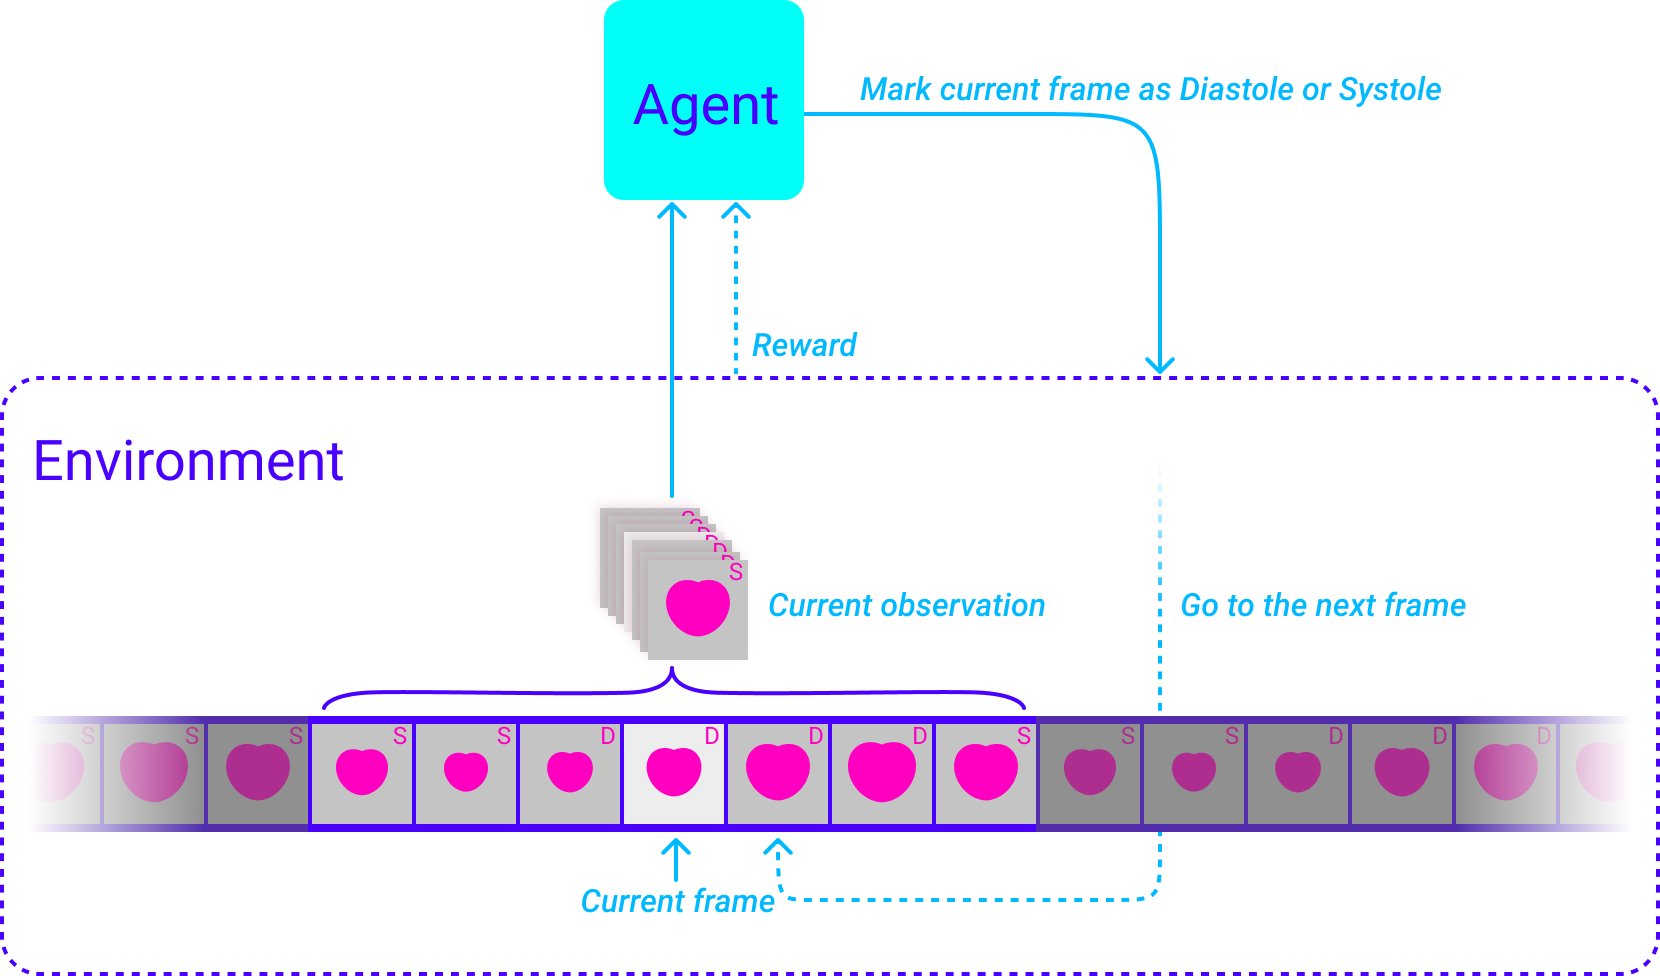 Agent
Mark current frame as Diastole or Systole
Reward
Environment
S
S
D
D
D
D
S
Current observation
Go to the next frame
S S S S S D D D D S S S D D D
Current frame